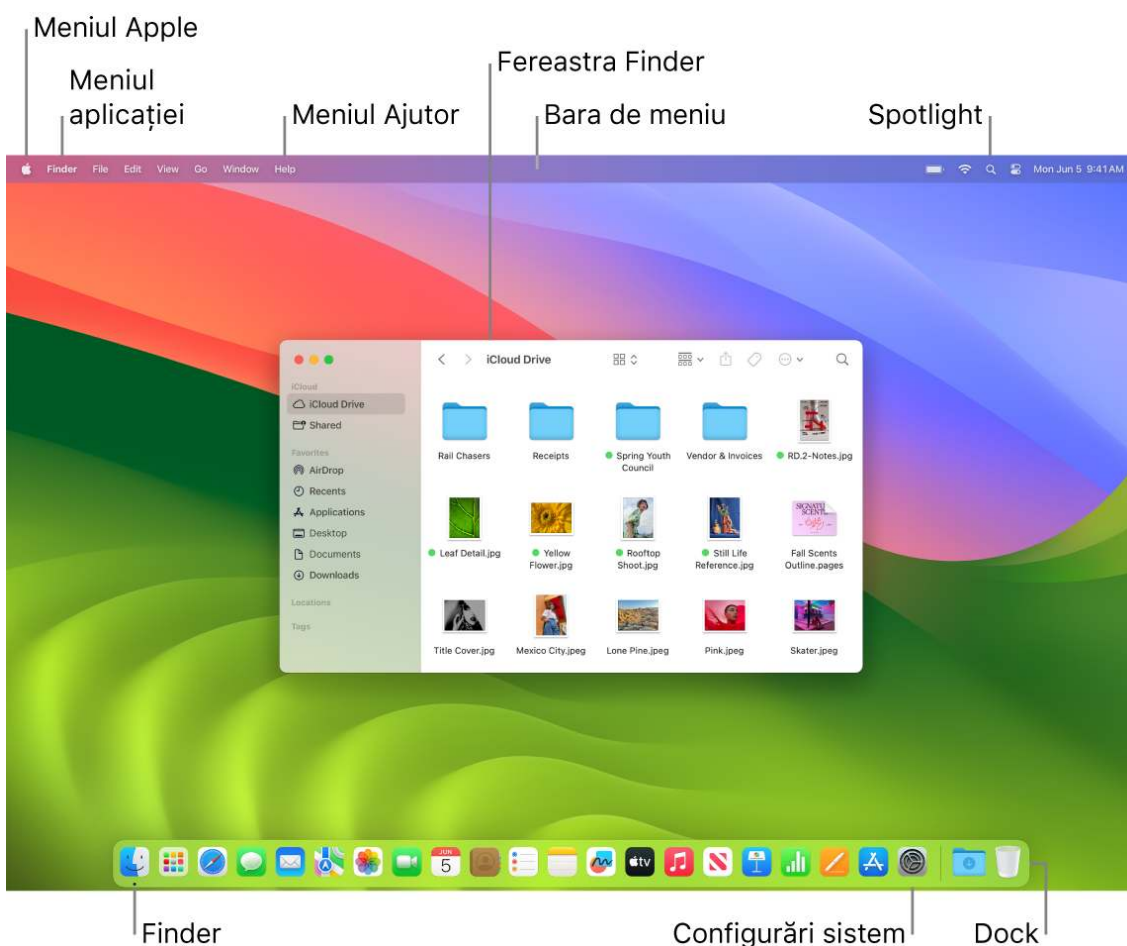 Meniul Apple
Fereastra Finder
Meniul
aplicației
Meniul Ajutor
Bara de meniu
Spotlight
Finder File Edit View Go Window Help
Mon Jun 5 9:41 AM
iCloud Drive
iCloud
iCloud Drive
Shared
Favorites
AirDrop
Recents
Applications
Desktop
Documents
Downloads
Locations
Tags
Rail Chasers
Receipts
Spring Youth
Council
Vendor & Invoices
RD.2-Notes.jpg
Leaf Detail.jpg
Yellow
Flower.jpg
Rooftop
Shoot.jpg
Still Life
Reference.jpg
SIGNATU
SCENT
Fall Scents
Outline.pages
Title Cover.jpg
Mexico City.jpeg
Lone Pine.jpeg
Pink.jpeg
Skater.jpeg
JUN
5
tv
Finder
Configurări sistem
Dock